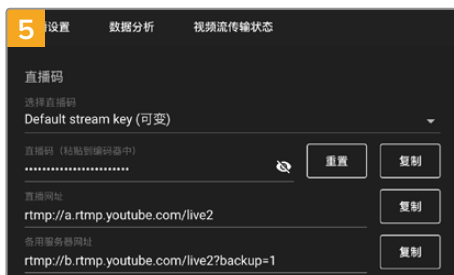 5
设置
数据分析
视频流传输状态
直播码
选择直播码
Default stream key (可变)
直播码（粘贴到编码器中）
••••••••••••••••••••••••
重置
复制
直播网址
rtmp://a.rtmp.youtube.com/live2
复制
备用服务器网址
rtmp://b.rtmp.youtube.com/live2?backup=1
复制